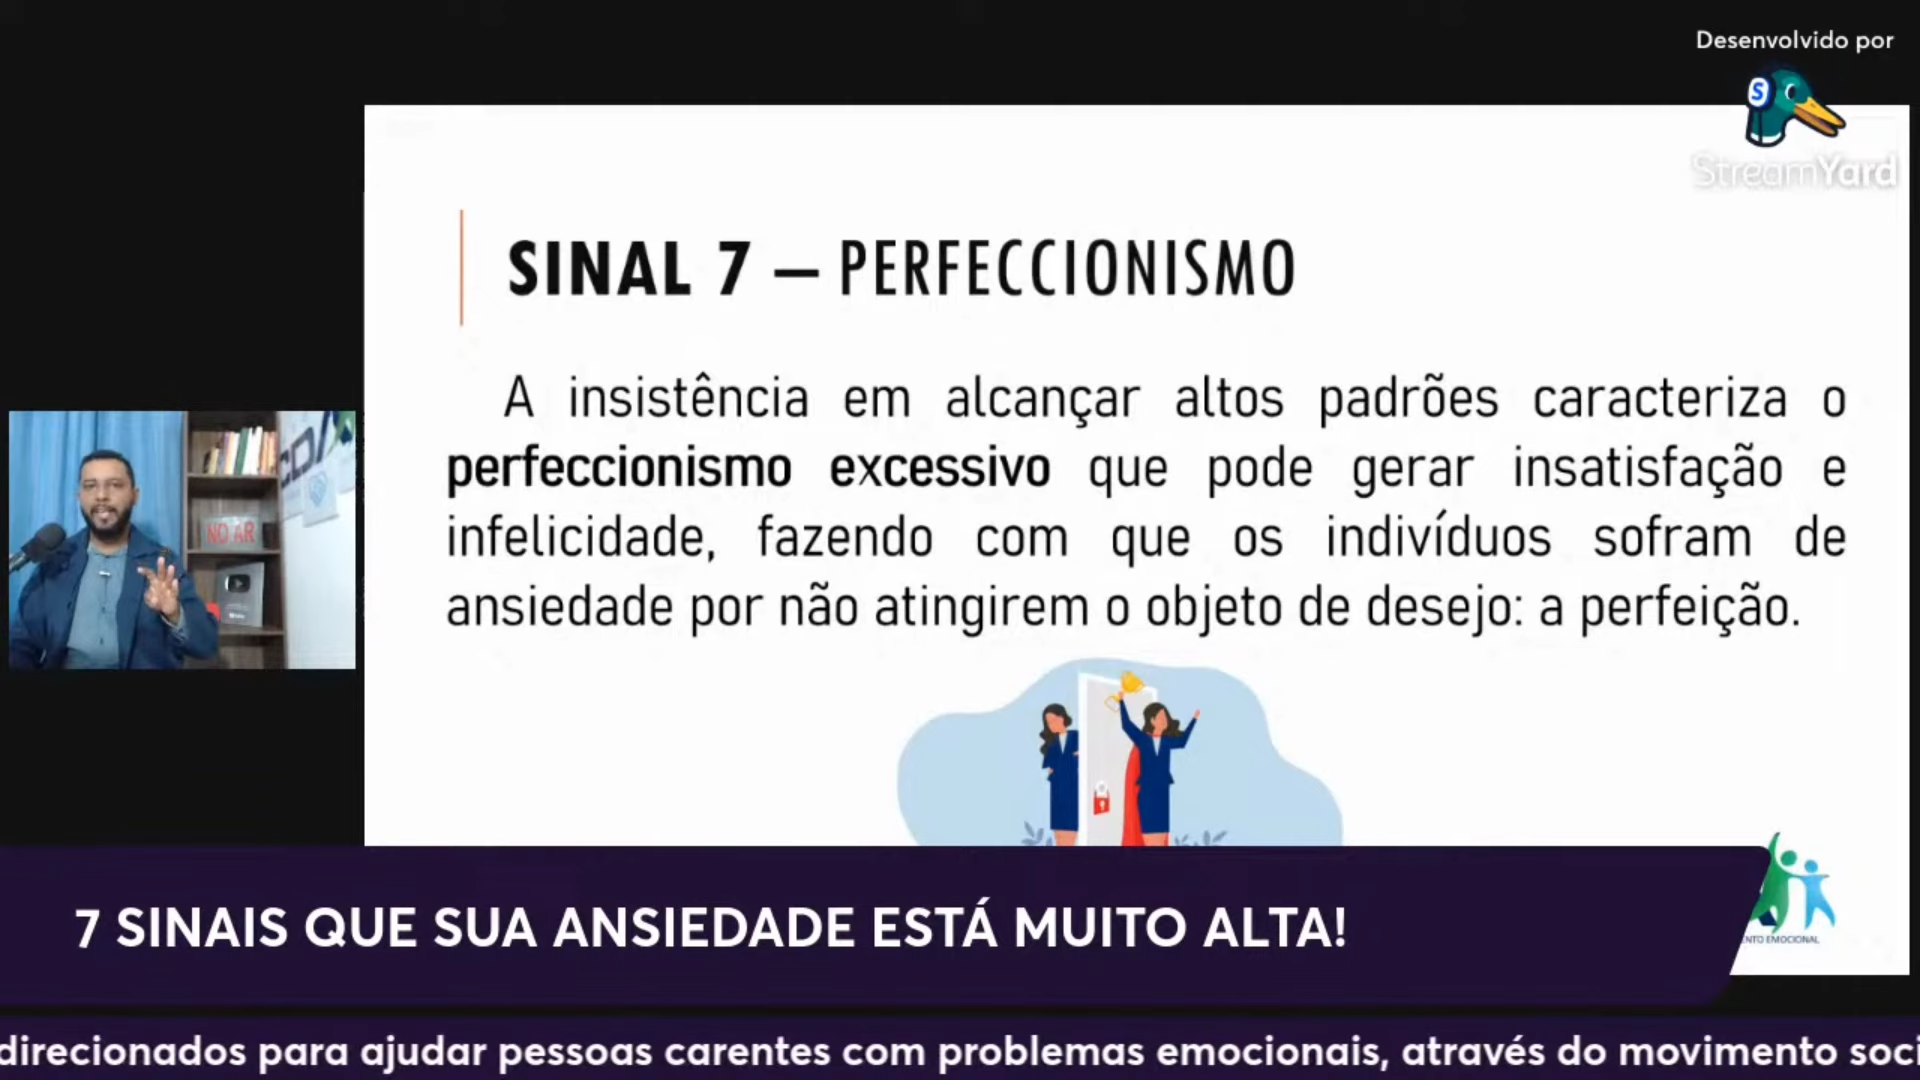 Desenvolvido por
StreamYard
SINAL 7 – PERFECCIONISMO
A insistência em alcançar altos padrões caracteriza o
perfeccionismo excessivo que pode gerar insatisfação e
infelicidade, fazendo com que os indivíduos sofram de
ansiedade por não atingirem o objeto de desejo: a perfeição.
NO AR
7 SINAIS QUE SUA ANSIEDADE ESTÁ MUITO ALTA!
EMOCIONAL
direcionados para ajudar pessoas carentes com problemas emocionais, através do movimento soci